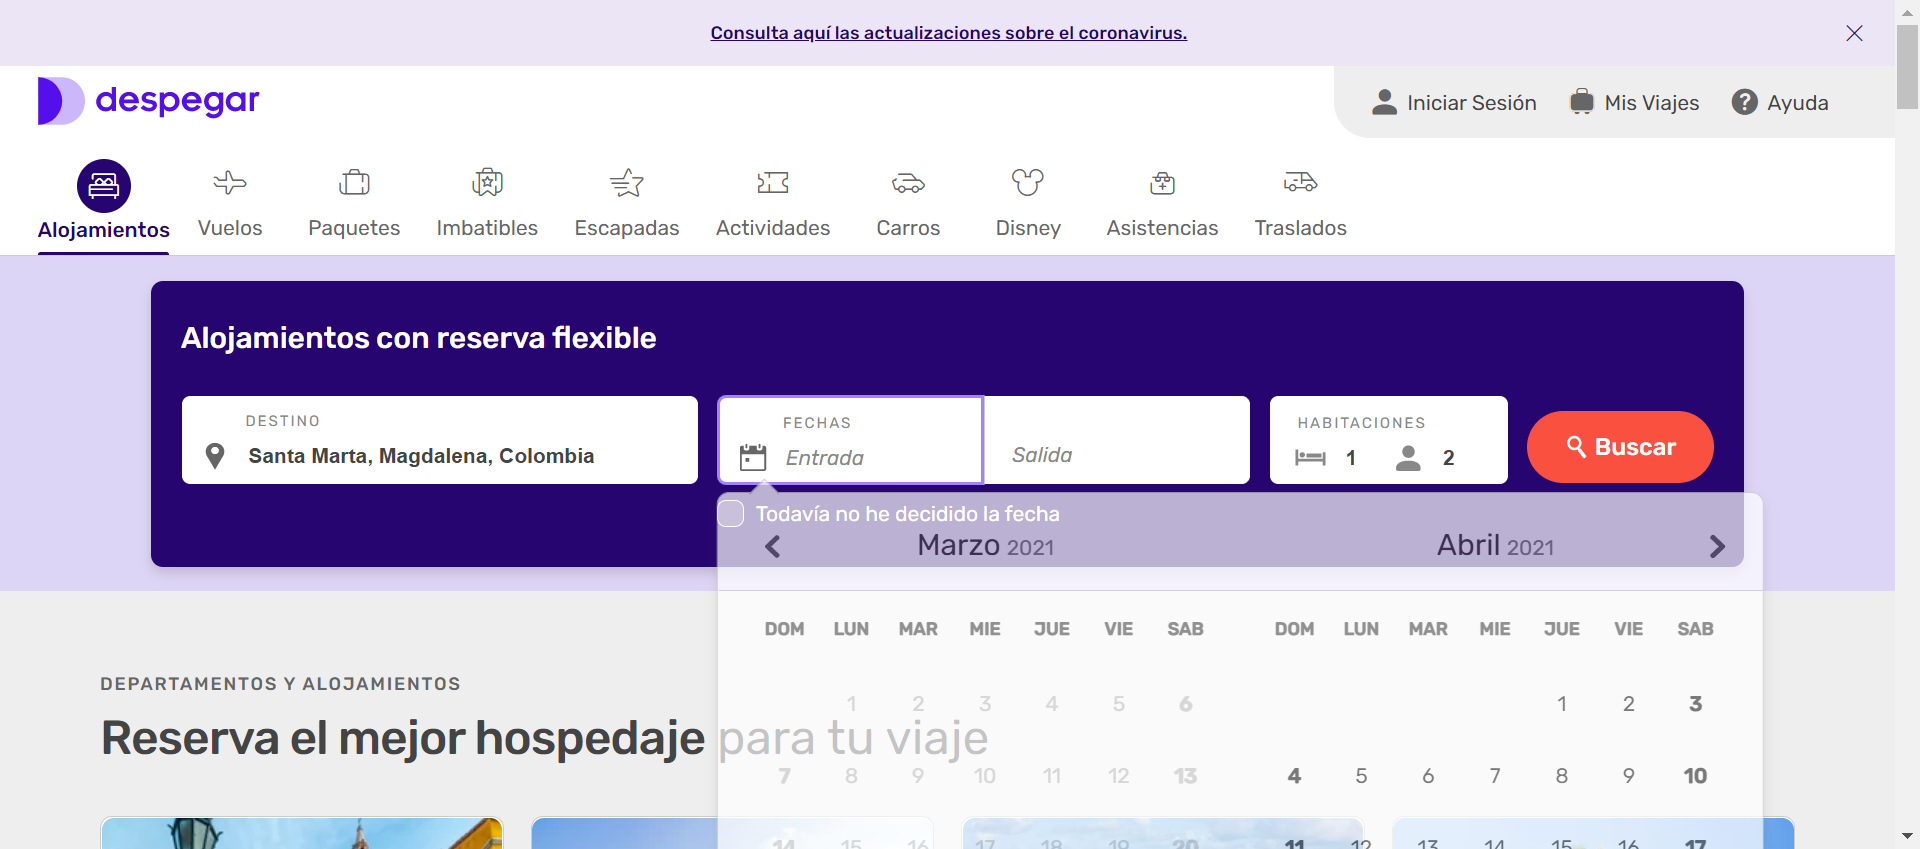 Consulta aquí las actualizaciones sobre el coronavirus.
despegar
Iniciar Sesión
Mis Viajes
Ayuda
Alojamientos
Vuelos
Paquetes
Imbatibles
Escapadas
Actividades
Carros
Disney
Asistencias
Traslados
Alojamientos con reserva flexible
DESTINO
Santa Marta, Magdalena, Colombia
FECHAS
Entrada
Salida
HABITACIONES
1 2
Buscar
Todavía no he decidido la fecha
Marzo 2021
Abril 2021
DOM LUN MAR MIE JUE VIE SAB
DOM LUN MAR MIE JUE VIE SAB
1 2 3 4 5 6
1 2 3
DEPARTAMENTOS Y ALOJAMIENTOS
Reserva el mejor hospedaje para tu viaje
7 8 9 10 11 12 13
4 5 6 7 8 9 10
14 15 16 17 18 19 20
11 12 13 14 15 16 17